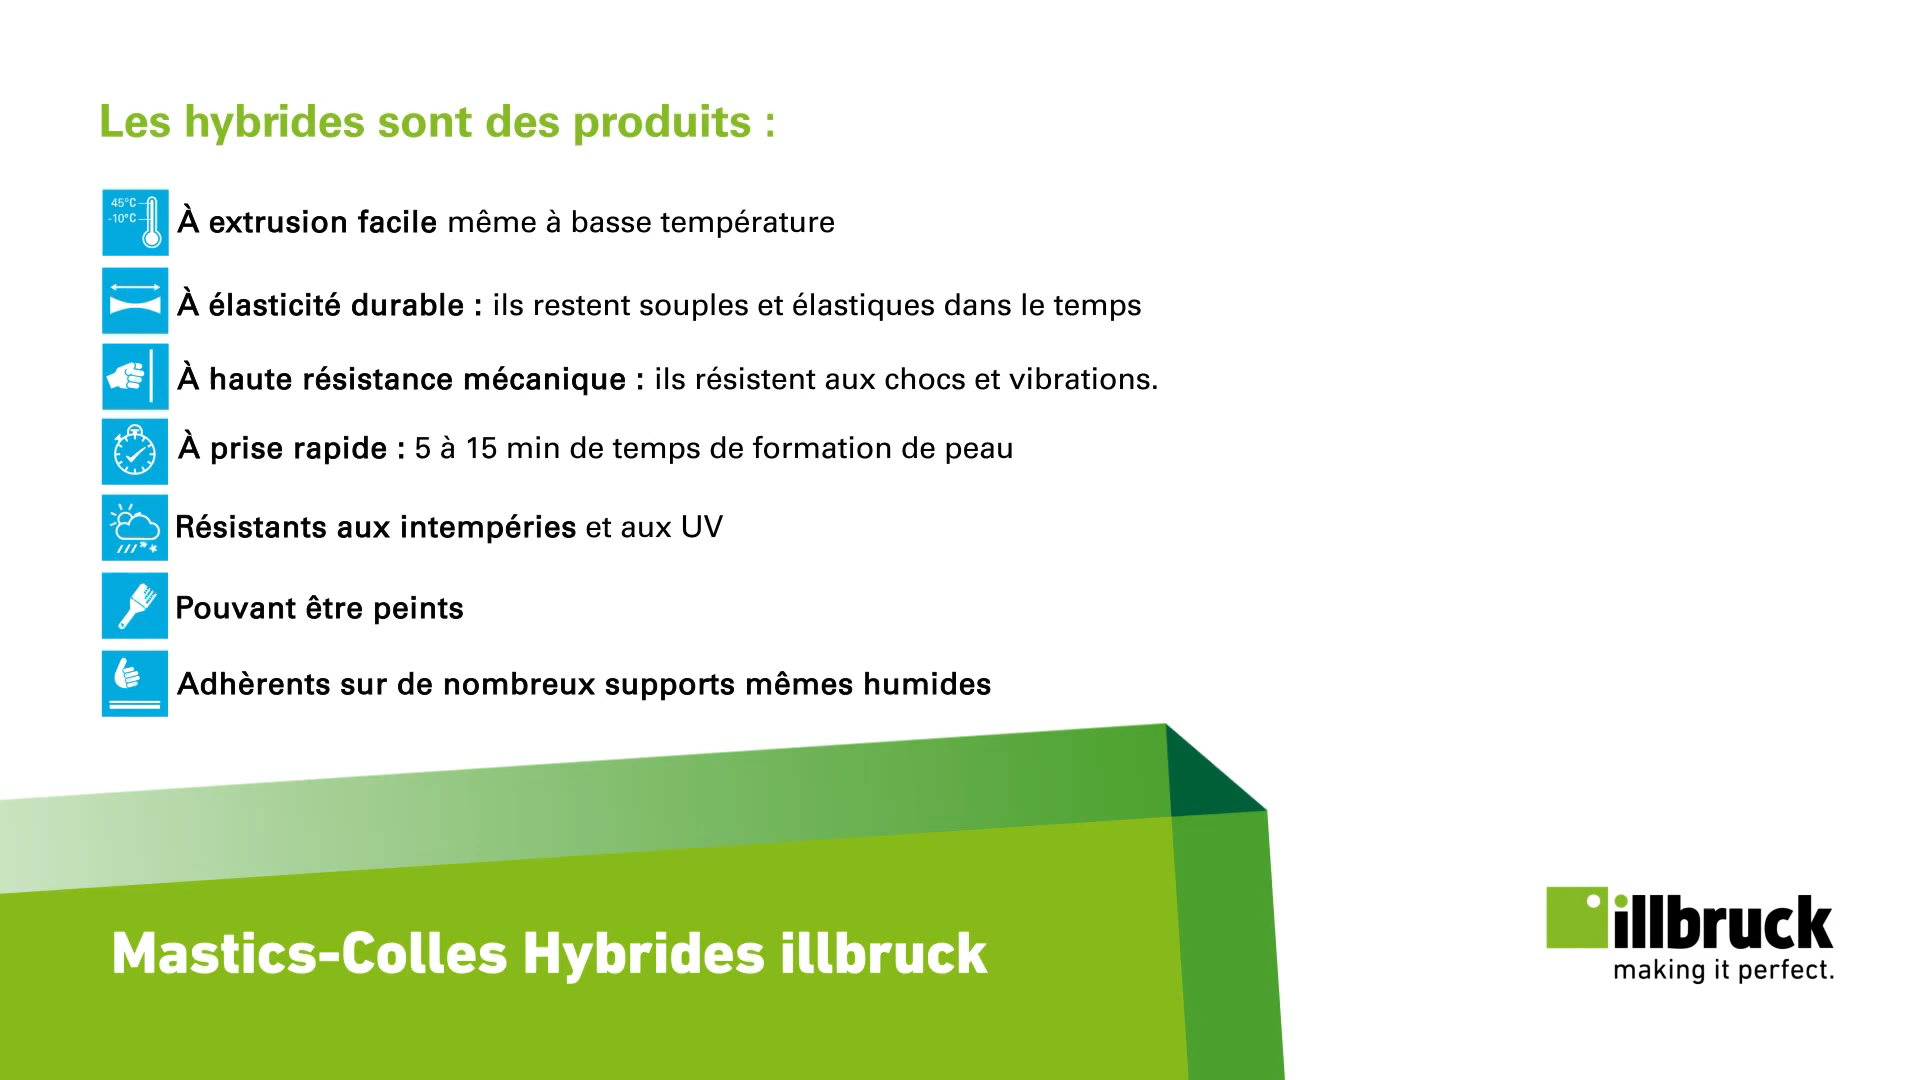 Les hybrides sont des produits :
45°C
-10°C
À extrusion facile même à basse température
À élasticité durable : ils restent souples et élastiques dans le temps
À haute résistance mécanique : ils résistent aux chocs et vibrations.
À prise rapide : 5 à 15 min de temps de formation de peau
Résistants aux intempéries et aux UV
Pouvant être peints
Adhèrents sur de nombreux supports mêmes humides
Mastics-Colles Hybrides illbruck
illbruck
making it perfect.